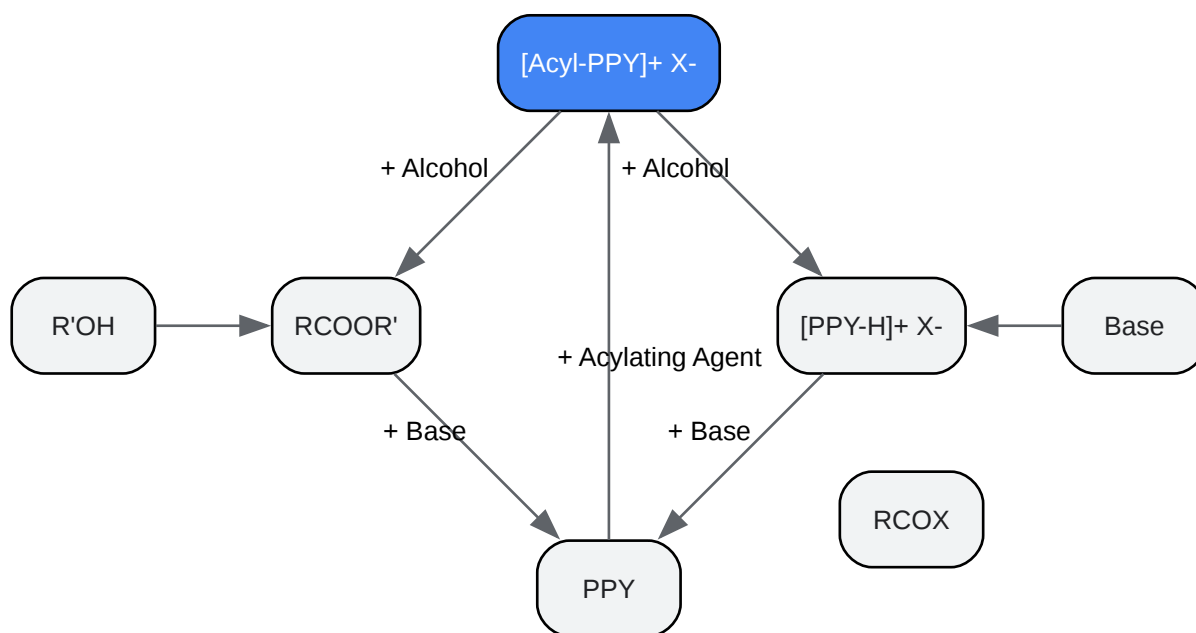 [Acyl-PPY]+ X-
+ Alcohol
+ Alcohol
R'OH
RCOOR'
[PPY-H]+ X-
Base
+ Acylating Agent
+ Base
+ Base
RCOX
PPY